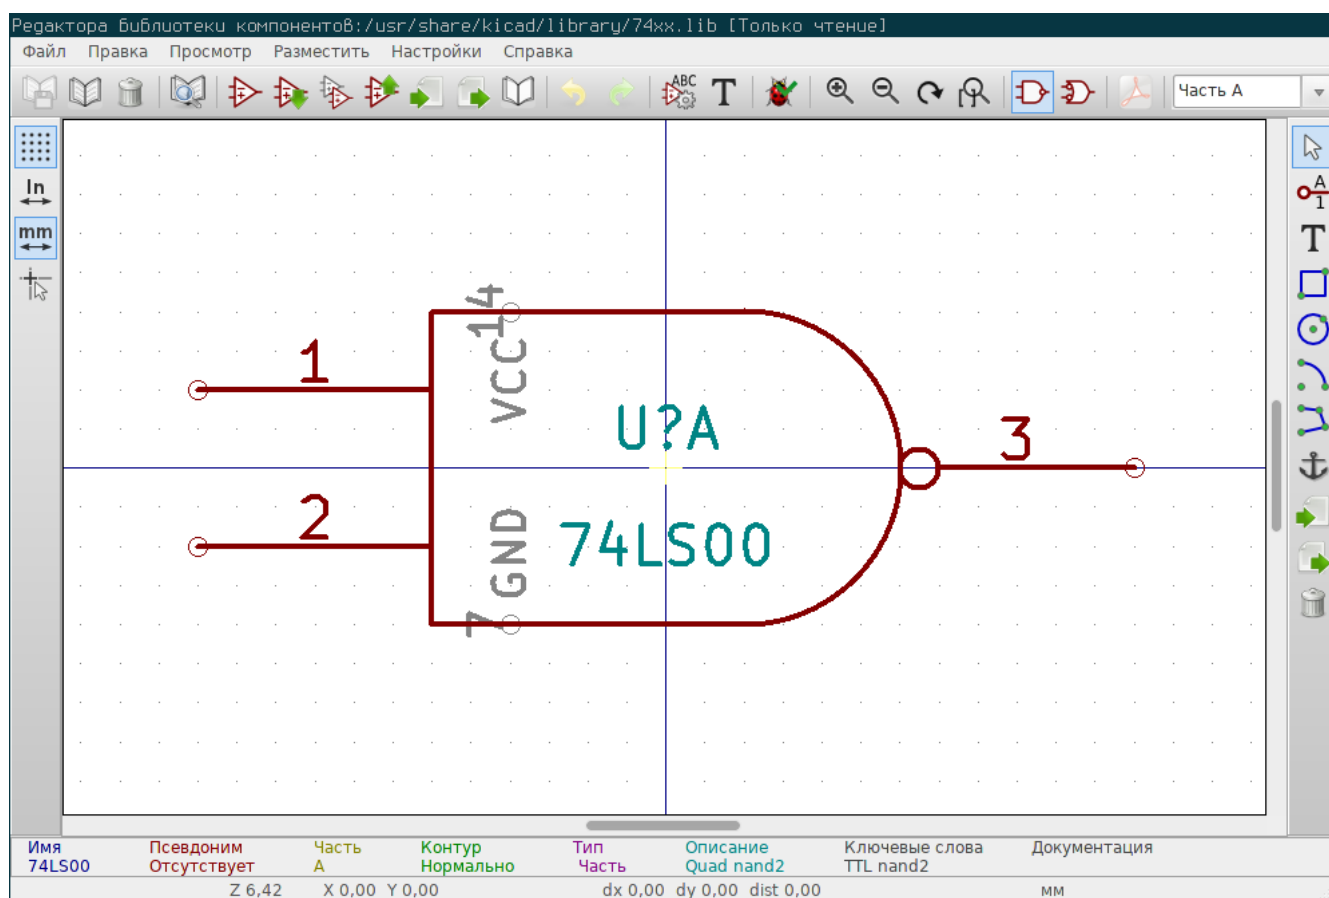 Редактора библиотеки компонентов:/usr/share/kicad/library/74xx.lib [Только чтение]
Файл Правка Просмотр Разместить Настройки Справка
ABC T Часть A
In
mm
A
1
T
14
VCC
1
U?A
3
2
GND
74LS00
7
Имя Псевдоним Часть Контур Тип Описание Ключевые слова Документация
74LS00 Отсутствует A Нормально Часть Quad nand2 TTL nand2
Z 6,42 X 0,00 Y 0,00 dx 0,00 dy 0,00 dist 0,00 мм